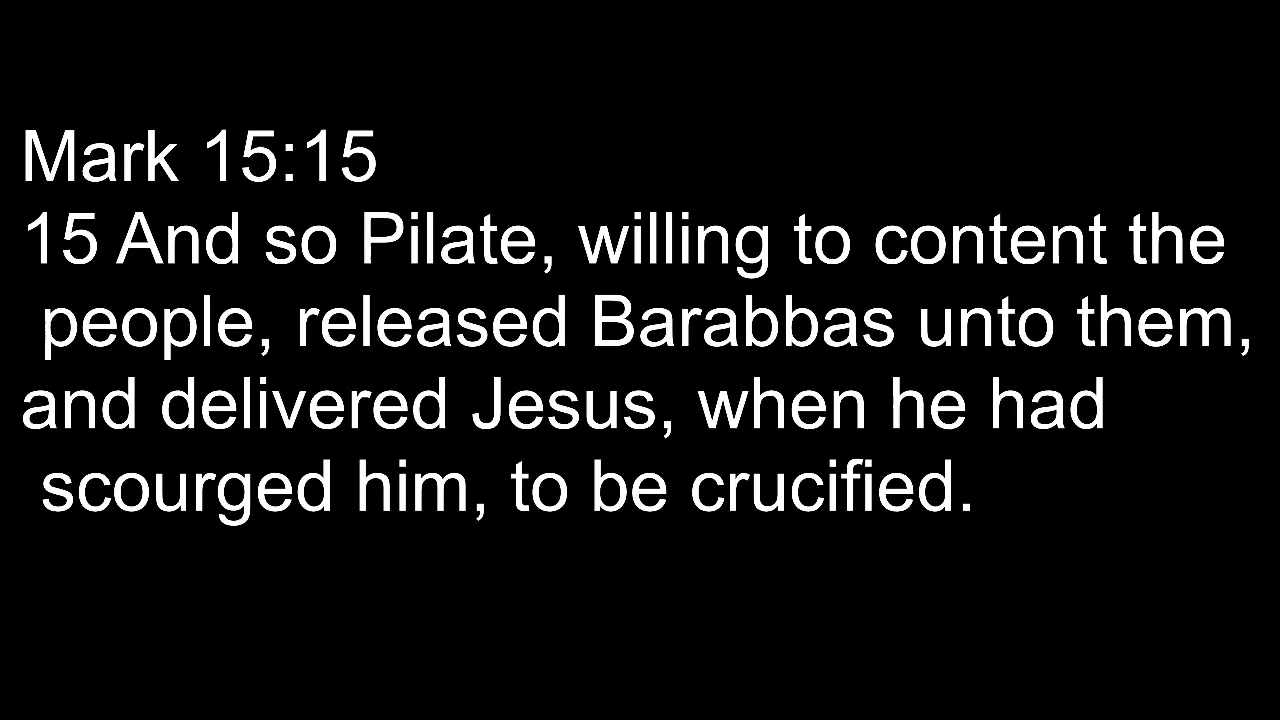 Mark 15:15
15 And so Pilate, willing to content the
people, released Barabbas unto them,
and delivered Jesus, when he had
scourged him, to be crucified.